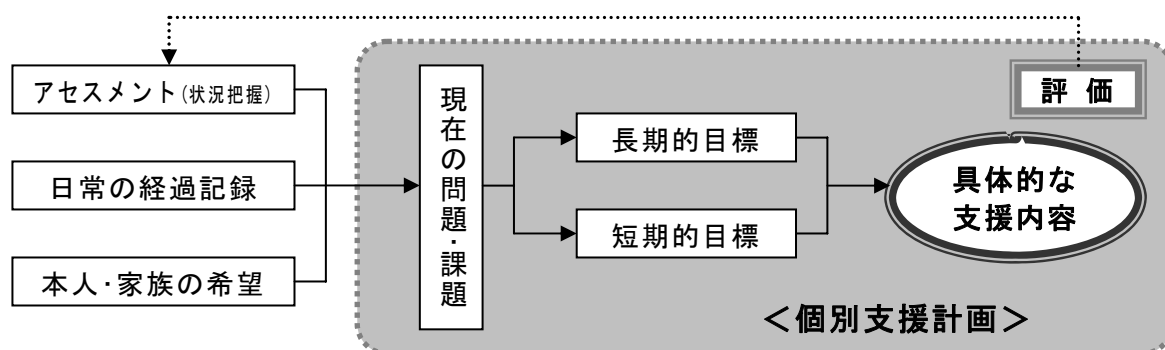 アセスメント(状況把握)
日常の経過記録
本人・家族の希望
現在の問題・課題
長期的目標
短期的目標
評 価
具体的な
支援内容
＜個別支援計画＞